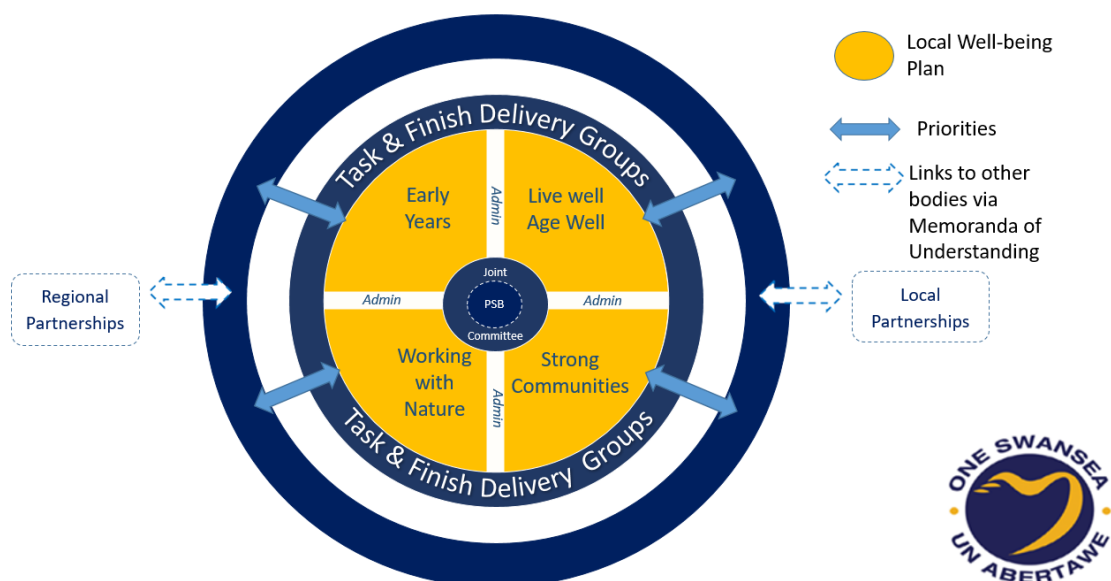 Task & Finish Delivery Groups
Early
Years
Admin
Live well
Age Well
Admin
Joint
PSB
Committee
Admin
Working
with
Nature
Admin
Strong
Communities
Task & Finish Delivery Groups
Regional
Partnerships
Local
Partnerships
Local Well-being
Plan
Priorities
Links to other
bodies via
Memoranda of
Understanding
ONE SWANSEA
UN ABERTAWE